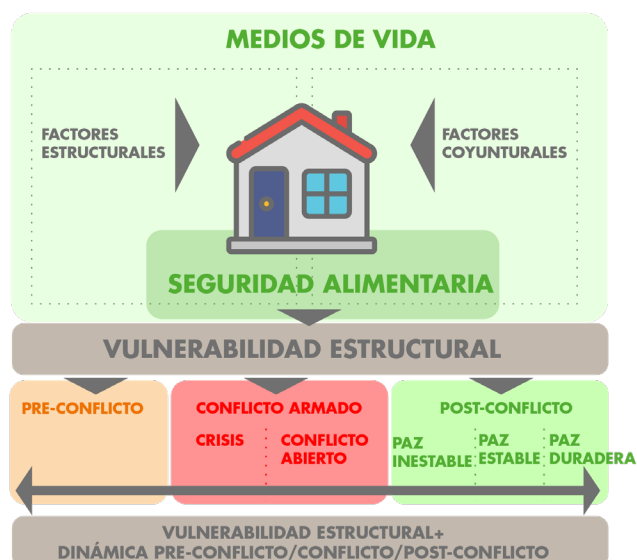 MEDIOS DE VIDA
FACTORES
ESTRUCTURALES
FACTORES
COYUNTURALES
SEGURIDAD ALIMENTARIA
VULNERABILIDAD ESTRUCTURAL
PRE-CONFLICTO
CONFLICTO ARMADO
CRISIS
CONFLICTO
ABIERTO
POST-CONFLICTO
PAZ
INESTABLE
PAZ
ESTABLE
PAZ
DURADERA
VULNERABILIDAD ESTRUCTURAL+
DINÁMICA PRE-CONFLICTO/CONFLICTO/POST-CONFLICTO